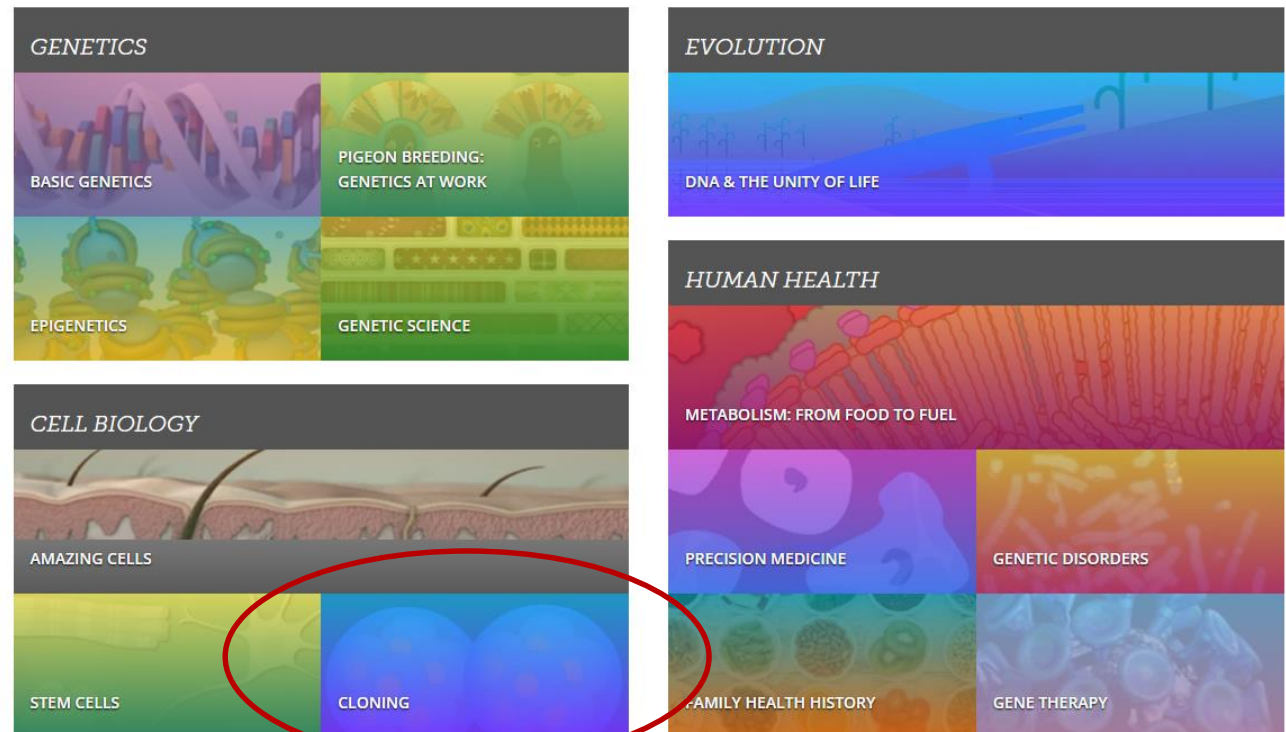 GENETICS
BASIC GENETICS
PIGEON BREEDING:
GENETICS AT WORK
EPIGENETICS
GENETIC SCIENCE
CELL BIOLOGY
AMAZING CELLS
STEM CELLS
CLONING
EVOLUTION
DNA & THE UNITY OF LIFE
HUMAN HEALTH
METABOLISM: FROM FOOD TO FUEL
PRECISION MEDICINE
GENETIC DISORDERS
FAMILY HEALTH HISTORY
GENE THERAPY